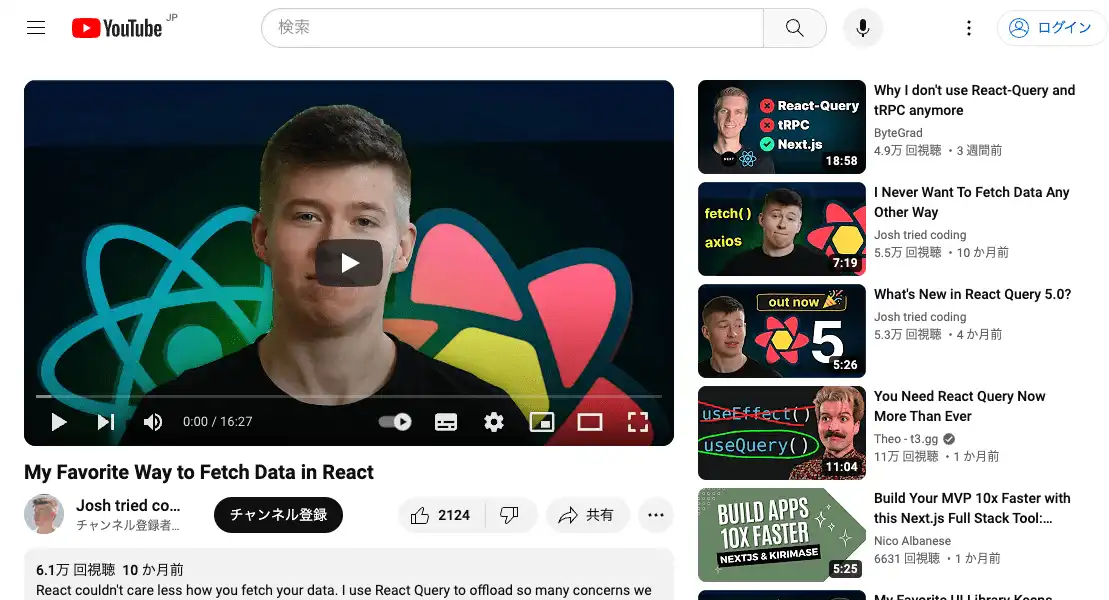 YouTube JP
検索
ログイン
0:00 / 16:27
My Favorite Way to Fetch Data in React
Josh tried co...
チャンネル登録者...
チャンネル登録
2124
共有
6.1万 回視聴 10 か月前
React couldn't care less how you fetch your data. I use React Query to offload so many concerns we
React-Query
tRPC
Next.js
NEXT
18:58
Why I don't use React-Query and
tRPC anymore
ByteGrad
4.9万 回視聴 ・3 週間前
fetch()
axios
7:19
I Never Want To Fetch Data Any
Other Way
Josh tried coding
5.5万 回視聴 ・10 か月前
out now
5
5:26
What's New in React Query 5.0?
Josh tried coding
5.3万 回視聴 ・4 か月前
useEffect()
useQuery()
11:04
You Need React Query Now
More Than Ever
Theo - t3.gg
11万 回視聴 ・1 か月前
BUILD APPS
10X FASTER
NEXTJS & KIRIMASE
5:25
Build Your MVP 10x Faster with
this Next.js Full Stack Tool:...
Nico Albanese
6631 回視聴 ・1 か月前
My Favorite UI Library Keeps